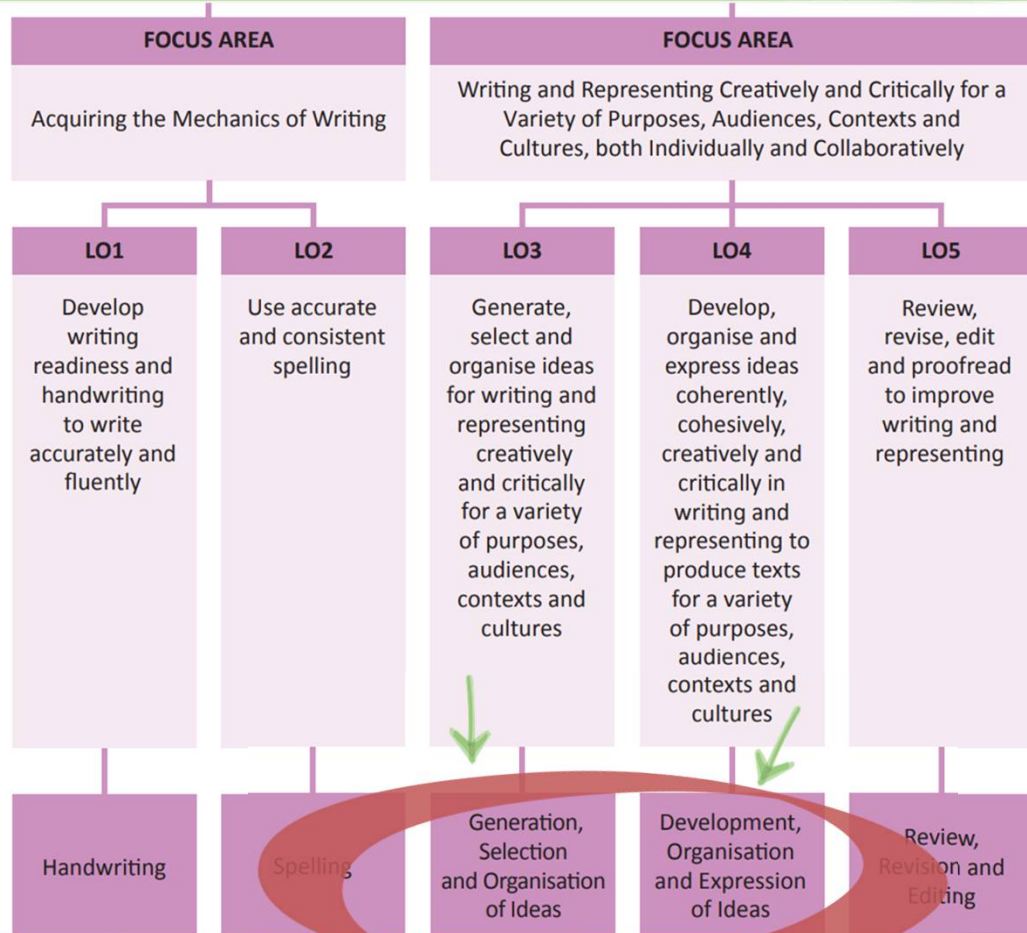 FOCUS AREA
Acquiring the Mechanics of Writing
FOCUS AREA
Writing and Representing Creatively and Critically for a
Variety of Purposes, Audiences, Contexts and
Cultures, both Individually and Collaboratively
LO1
Develop
writing
readiness and
handwriting
to write
accurately and
fluently
LO2
Use accurate
and consistent
spelling
LO3
Generate,
select and
organise ideas
for writing and
representing
creatively
and critically
for a variety
of purposes,
audiences,
contexts and
cultures
LO4
Develop,
organise and
express ideas
coherently,
cohesively,
creatively and
critically in
writing and
representing to
produce texts
for a variety
of purposes,
audiences,
contexts and
cultures
LO5
Review,
revise, edit
and proofread
to improve
writing and
representing
Handwriting
Spelling
Generation,
Selection
and Organisation
of Ideas
Development,
Organisation
and Expression
of Ideas
Review,
Revision and
Editing